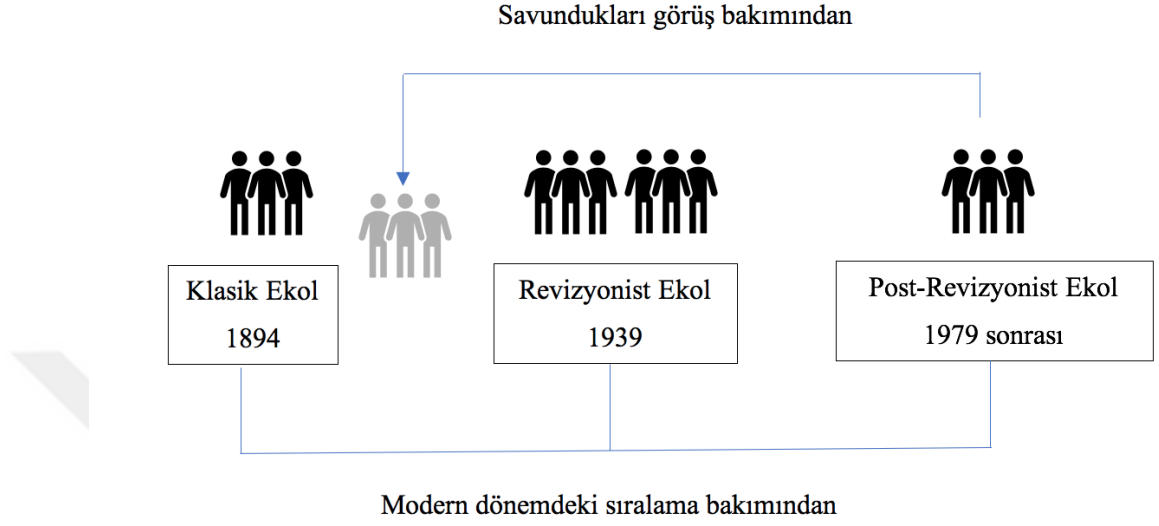 Savundukları görüş bakımından
Klasik Ekol
1894
Revizyonist Ekol
1939
Post-Revizyonist Ekol
1979 sonrası
Modern dönemdeki sıralama bakımından